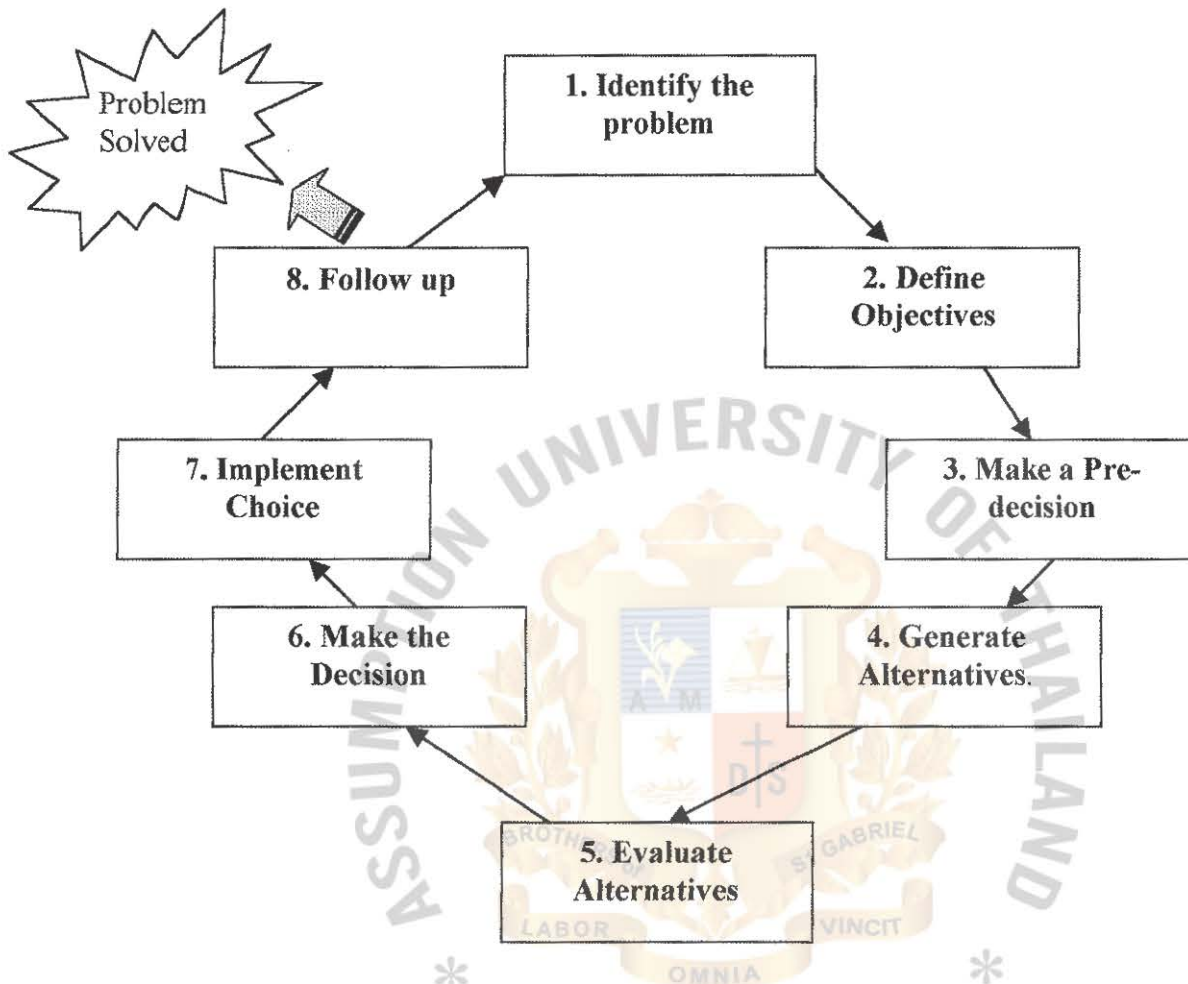 Problem
Solved
1. Identify the
problem
8. Follow up
2. Define
Objectives
7. Implement
Choice
3. Make a Pre-
decision
6. Make the
Decision
4. Generate
Alternatives.
5. Evaluate
Alternatives
ASSUMPTION UNIVERSITY OF THAILAND
A M
D S
BROTHERS of ST GABRIEL
LABOR
OMNIA
VINCIT